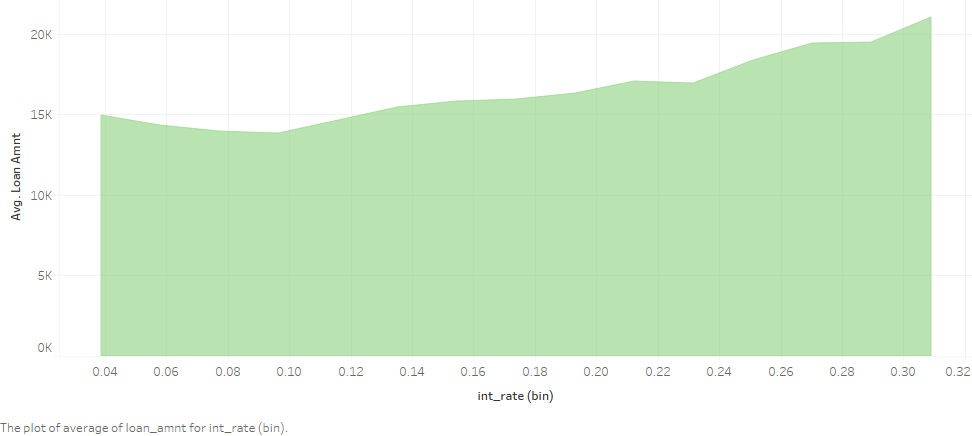 20K
15K
10K
5K
0K
Avg. Loan Amnt
0.04 0.06 0.08 0.10 0.12 0.14 0.16 0.18 0.20 0.22 0.24 0.26 0.28 0.30 0.32
int_rate (bin)
The plot of average of loan_amnt for int_rate (bin).